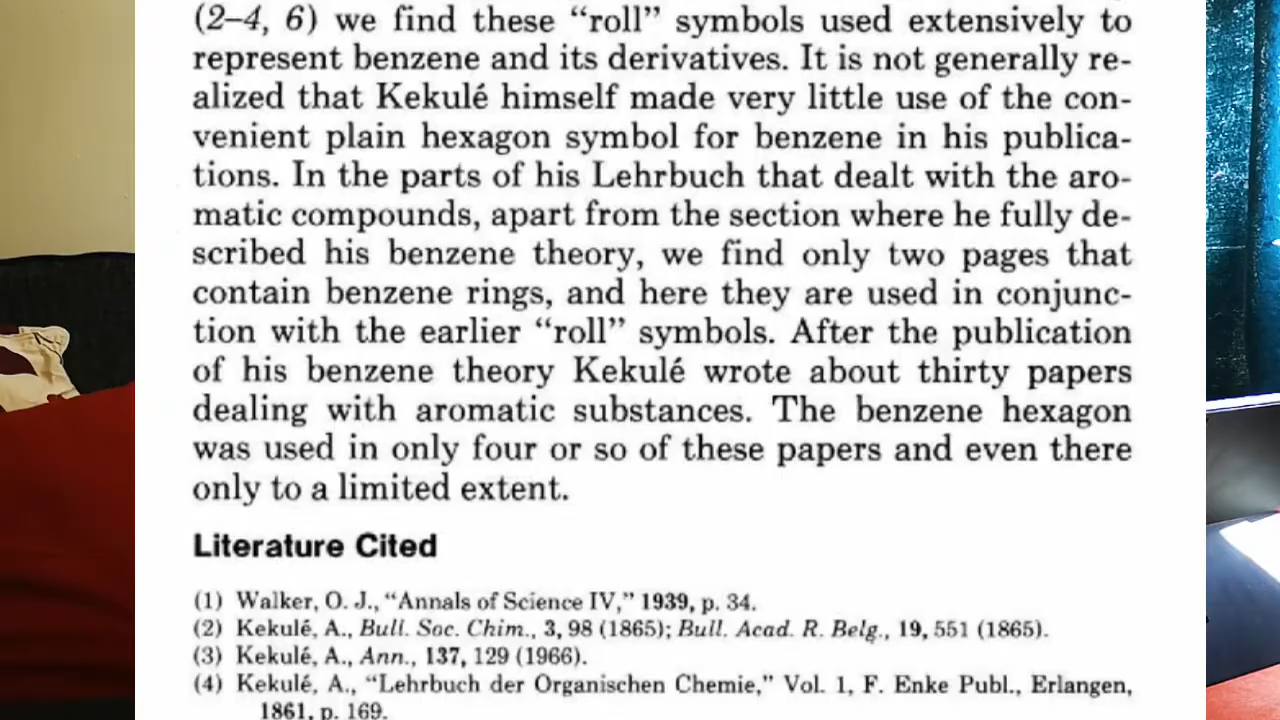 (2–4, 6) we find these “roll” symbols used extensively to
represent benzene and its derivatives. It is not generally re-
alized that Kekulé himself made very little use of the con-
venient plain hexagon symbol for benzene in his publica-
tions. In the parts of his Lehrbuch that dealt with the aro-
matic compounds, apart from the section where he fully de-
scribed his benzene theory, we find only two pages that
contain benzene rings, and here they are used in conjunc-
tion with the earlier “roll” symbols. After the publication
of his benzene theory Kekulé wrote about thirty papers
dealing with aromatic substances. The benzene hexagon
was used in only four or so of these papers and even there
only to a limited extent.
Literature Cited
(1) Walker, O. J., “Annals of Science IV,” 1939, p. 34.
(2) Kekulé, A., Bull. Soc. Chim., 3, 98 (1865); Bull. Acad. R. Belg., 19, 551 (1865).
(3) Kekulé, A., Ann., 137, 129 (1966).
(4) Kekulé, A., “Lehrbuch der Organischen Chemie,” Vol. 1, F. Enke Publ., Erlangen,
1861, p. 169.